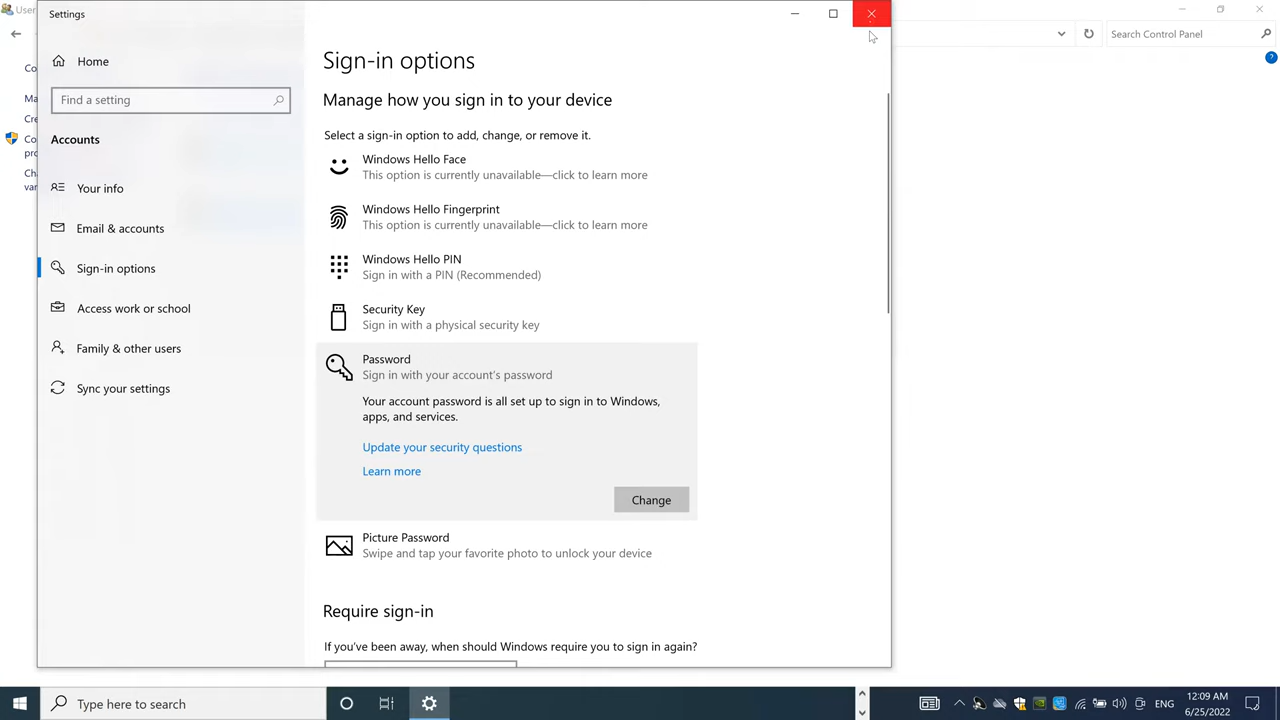 User
Settings
Search Control Panel
Home
Find a setting
Accounts
Your info
Email & accounts
Sign-in options
Access work or school
Family & other users
Sync your settings
Sign-in options
Manage how you sign in to your device
Select a sign-in option to add, change, or remove it.
Windows Hello Face
This option is currently unavailable—click to learn more
Windows Hello Fingerprint
This option is currently unavailable—click to learn more
Windows Hello PIN
Sign in with a PIN (Recommended)
Security Key
Sign in with a physical security key
Password
Sign in with your account's password
Your account password is all set up to sign in to Windows,
apps, and services.
Update your security questions
Learn more
Change
Picture Password
Swipe and tap your favorite photo to unlock your device
Require sign-in
If you've been away, when should Windows require you to sign in again?
Co
Ma
Cre
Co
pro
Cha
var
Type here to search
ENG
12:09 AM
6/25/2022